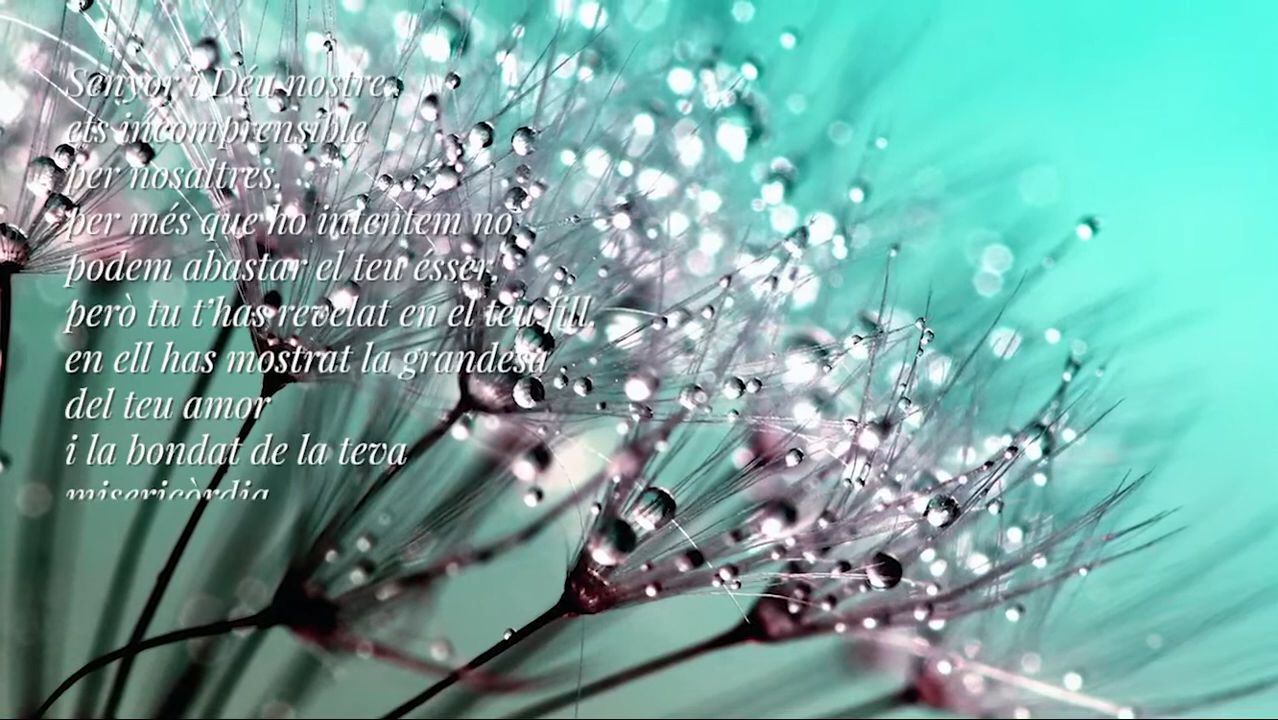 Senyor i Déu nostre,
ets incomprensible
per nosaltres,
per més que ho intentem no
podem abastar el teu ésser,
però tu t'has revelat en el teu fill,
en ell has mostrat la grandesa
del teu amor
i la bondat de la teva
misericòrdia